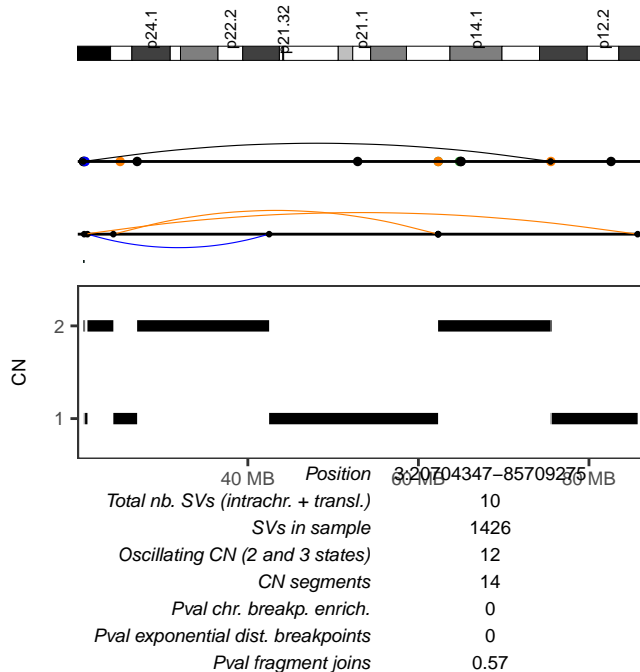 p24.1 p22.2 p21.32 p21.1 p14.1 p12.2
CN
2
1
40 MB 60 MB 80 MB
Position 3:20704347−85709275
Total nb. SVs (intrachr. + transl.) 10
SVs in sample 1426
Oscillating CN (2 and 3 states) 12
CN segments 14
Pval chr. breakp. enrich. 0
Pval exponential dist. breakpoints 0
Pval fragment joins 0.57